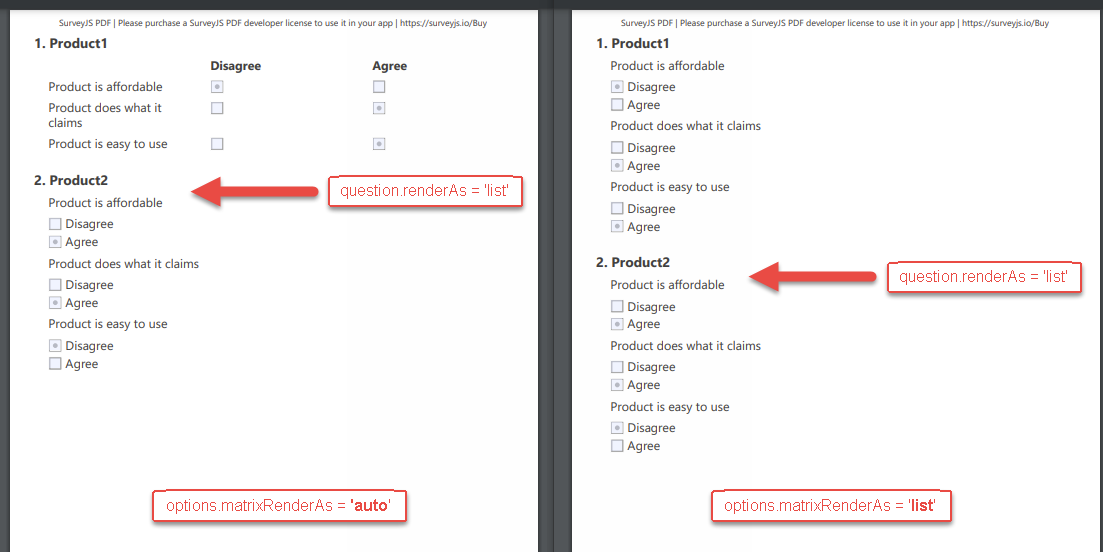 SurveyJS PDF | Please purchase a SurveyJS PDF developer license to use it in your app | https://surveyjs.io/Buy
1. Product1
Disagree Agree
Product is affordable
Product does what it
claims
Product is easy to use
2. Product2
question.renderAs = 'list'
Product is affordable
Disagree
Agree
Product does what it claims
Disagree
Agree
Product is easy to use
Disagree
Agree
options.matrixRenderAs = 'auto'
SurveyJS PDF | Please purchase a SurveyJS PDF developer license to use it in your app | https://surveyjs.io/Buy
1. Product1
Product is affordable
Disagree
Agree
Product does what it claims
Disagree
Agree
Product is easy to use
Disagree
Agree
2. Product2
question.renderAs = 'list'
Product is affordable
Disagree
Agree
Product does what it claims
Disagree
Agree
Product is easy to use
Disagree
Agree
options.matrixRenderAs = 'list'